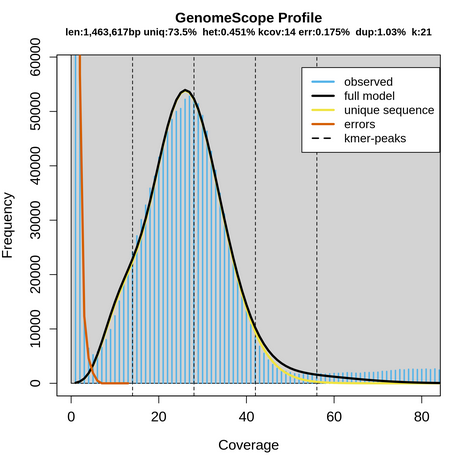 GenomeScope Profile
len:1,463,617bp uniq:73.5% het:0.451% kcov:14 err:0.175% dup:1.03% k:21
60000
50000
40000
30000
20000
10000
0
Frequency
observed
full model
unique sequence
errors
kmer-peaks
0 20 40 60 80
Coverage